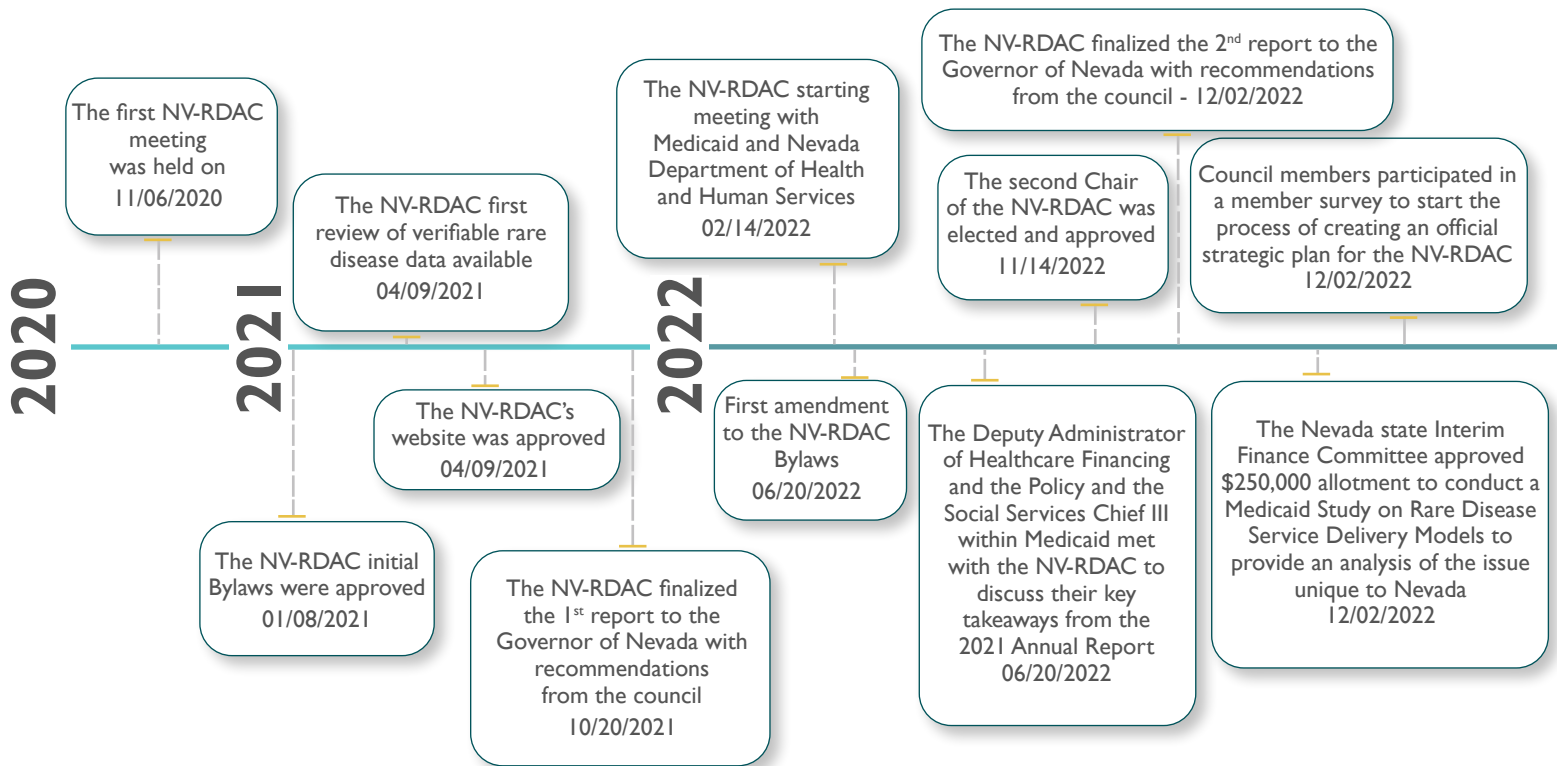 2020
The first NV-RDAC
meeting
was held on
11/06/2020
2021
The NV-RDAC initial
Bylaws were approved
01/08/2021
The NV-RDAC first
review of verifiable rare
disease data available
04/09/2021
The NV-RDAC’s
website was approved
04/09/2021
The NV-RDAC finalized
the 1st report to the
Governor of Nevada with
recommendations
from the council
10/20/2021
2022
The NV-RDAC starting
meeting with
Medicaid and Nevada
Department of Health
and Human Services
02/14/2022
First amendment
to the NV-RDAC
Bylaws
06/20/2022
The Deputy Administrator
of Healthcare Financing
and the Policy and the
Social Services Chief III
within Medicaid met
with the NV-RDAC to
discuss their key
takeaways from the
2021 Annual Report
06/20/2022
The second Chair
of the NV-RDAC was
elected and approved
11/14/2022
The NV-RDAC finalized the 2nd report to the
Governor of Nevada with recommendations
from the council - 12/02/2022
The Nevada state Interim
Finance Committee approved
$250,000 allotment to conduct a
Medicaid Study on Rare Disease
Service Delivery Models to
provide an analysis of the issue
unique to Nevada
12/02/2022
Council members participated in
a member survey to start the
process of creating an official
strategic plan for the NV-RDAC
12/02/2022